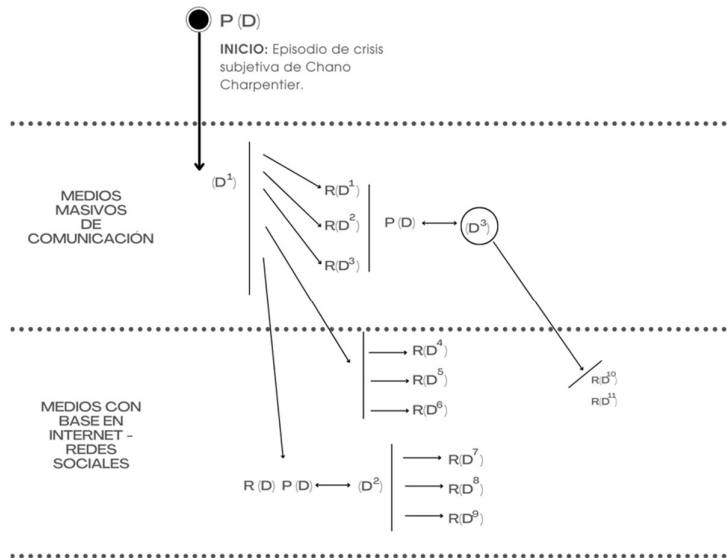 P (D)
INICIO: Episodio de crisis
subjetiva de Chano
Charpentier.
MEDIOS
MASIVOS
DE
COMUNICACIÓN
(D¹)
R(D¹)
R(D²)
R(D³)
P (D)
(D³)
MEDIOS CON
BASE EN
INTERNET -
REDES
SOCIALES
R(D⁴)
R(D⁵)
R(D⁶)
R(D¹⁰)
R(D¹¹)
R (D) P (D)
(D²)
R(D⁷)
R(D⁸)
R(D⁹)